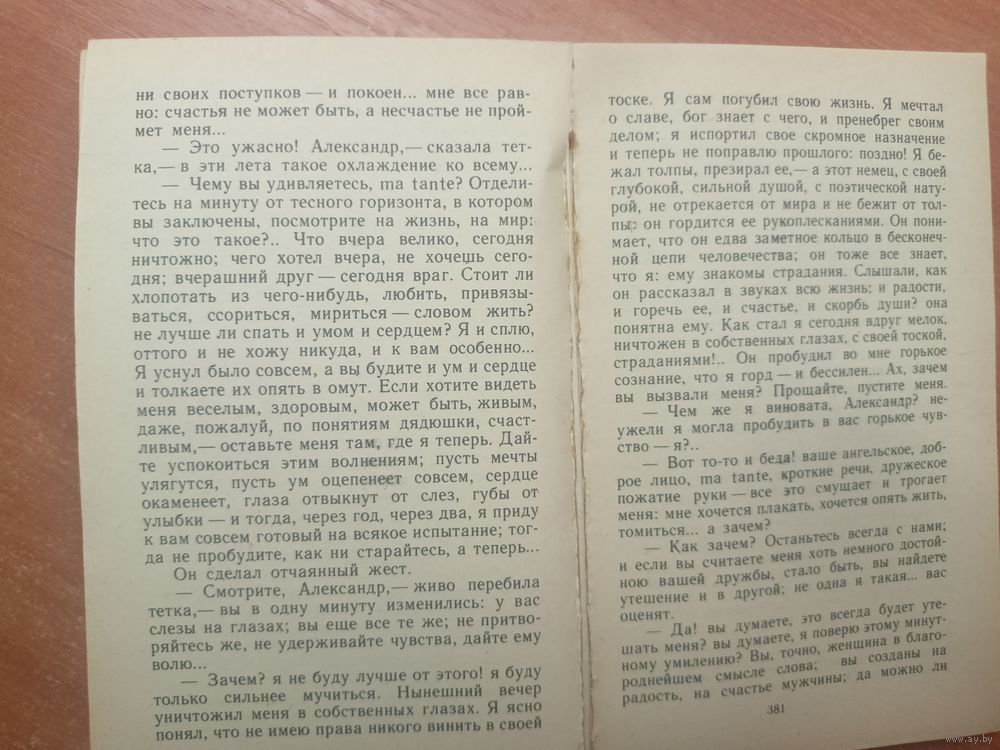 ни своих поступков — и покоен... мне все рав-
но: счастья не может быть, а несчастье не прой-
мет меня...
— Это ужасно! Александр,— сказала тет-
ка,— в эти лета такое охлаждение ко всему...
— Чему вы удивляетесь, ma tante? Отдели-
тесь на минуту от тесного горизонта, в котором
вы заключены, посмотрите на жизнь, на мир:
что это такое?.. Что вчера велико, сегодня
ничтожно; чего хотел вчера, не хочешь сего-
дня; вчерашний друг — сегодня враг. Стоит ли
хлопотать из чего-нибудь, любить, привязы-
ваться, ссориться, мириться — словом жить?
не лучше ли спать и умом и сердцем? Я и сплю,
оттого и не хожу никуда, и к вам особенно...
Я уснул было совсем, а вы будите и ум и сердце
и толкаете их опять в омут. Если хотите видеть
меня веселым, здоровым, может быть, живым,
даже, пожалуй, по понятиям дядюшки, счаст-
ливым,— оставьте меня там, где я теперь. Дай-
те успокоиться этим волнениям; пусть мечты
улягутся, пусть ум оцепенеет совсем, сердце
окаменеет, глаза отвыкнут от слез, губы от
улыбки — и тогда, через год, через два, я приду
к вам совсем готовый на всякое испытание; тог-
да не пробудите, как ни старайтесь, а теперь...
Он сделал отчаянный жест.
— Смотрите, Александр,— живо перебила
тетка,— вы в одну минуту изменились: у вас
слезы на глазах; вы еще все те же; не притво-
ряйтесь же, не удерживайте чувства, дайте ему
волю...
— Зачем? я не буду лучше от этого! я буду
только сильнее мучиться. Нынешний вечер
уничтожил меня в собственных глазах. Я ясно
понял, что не имею права никого винить в своей
тоске. Я сам погубил свою жизнь. Я мечтал
о славе, бог знает с чего, и пренебрег своим
делом; я испортил свое скромное назначение
и теперь не поправлю прошлого: поздно! Я бе-
жал толпы, презирал ее,— а этот немец, с своей
глубокой, сильной душой, с поэтической нату-
рой, не отрекается от мира и не бежит от тол-
пы: он гордится ее рукоплесканиями. Он пони-
мает, что он едва заметное кольцо в бесконеч-
ной цепи человечества; он тоже все знает,
что я: ему знакомы страдания. Слышали, как
он рассказал в звуках всю жизнь: и радости,
и горечь ее, и счастье, и скорбь души? она
понятна ему. Как стал я сегодня вдруг мелок,
ничтожен в собственных глазах, с своей тоской,
страданиями!.. Он пробудил во мне горькое
сознание, что я горд — и бессилен... Ах, зачем
вы вызвали меня? Прощайте, пустите меня.
— Чем же я виновата, Александр? не-
ужели я могла пробудить в вас горькое чув-
ство — я?..
— Вот то-то и беда! ваше ангельское, доб-
рое лицо, ma tante, кроткие речи, дружеское
пожатие руки — все это смущает и трогает
меня: мне хочется плакать, хочется опять жить,
томиться... а зачем?
— Как зачем? Останьтесь всегда с нами;
и если вы считаете меня хоть немного достой-
ною вашей дружбы, стало быть, вы найдете
утешение и в другой; не одна я такая... вас
оценят.
— Да! вы думаете, это всегда будет уте-
шать меня? вы думаете, я поверю этому минут-
ному умилению? Вы, точно, женщина в благо-
роднейшем смысле слова; вы созданы на
радость, на счастье мужчины; да можно ли
381
www.ay.by